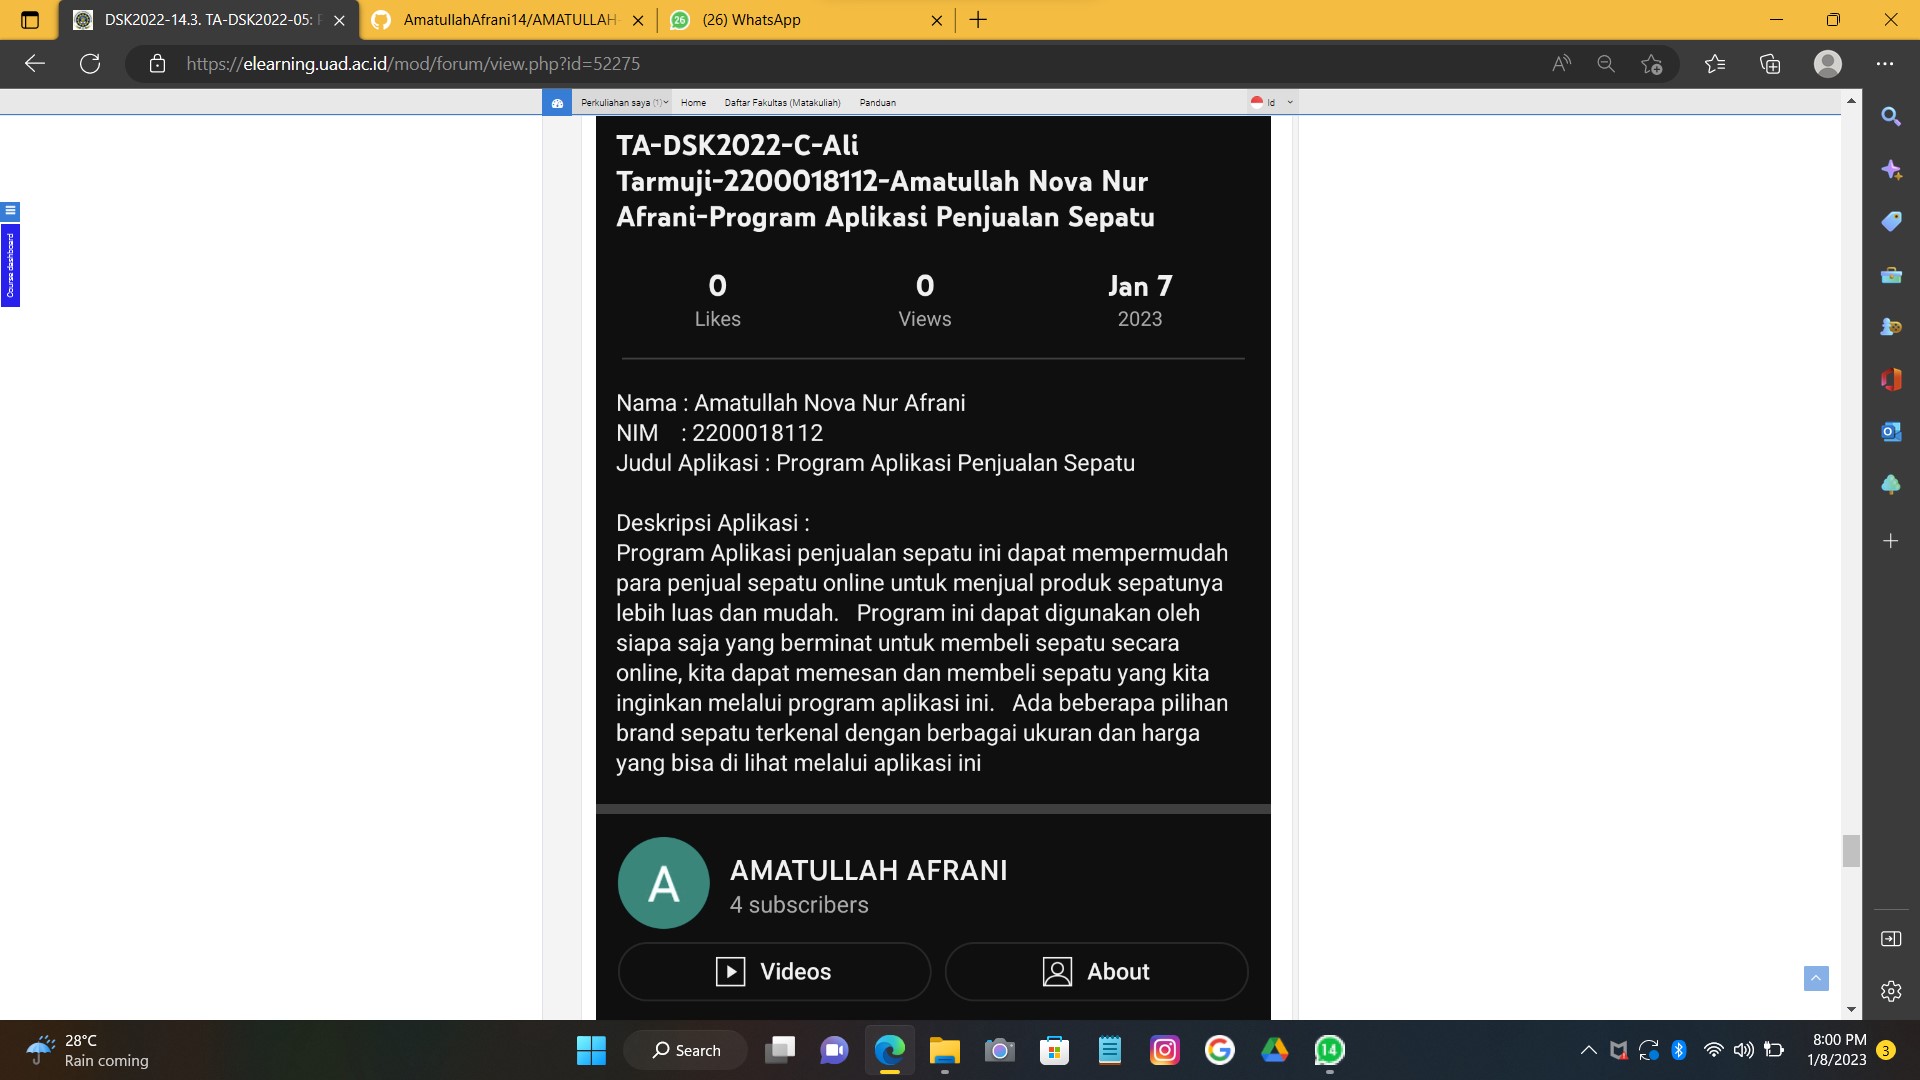 DSK2022-14.3. TA-DSK2022-05:
AmatullahAfrani14/AMATULLAH-
26
(26) WhatsApp
https://elearning.uad.ac.id/mod/forum/view.php?id=52275
Perkuliahan saya (1)
Home
Daftar Fakultas (Matakuliah)
Panduan
Id
Course dashboard
TA-DSK2022-C-Ali
Tarmuji-2200018112-Amatullah Nova Nur
Afrani-Program Aplikasi Penjualan Sepatu
0 0 Jan 7
Likes Views 2023
Nama : Amatullah Nova Nur Afrani
NIM : 2200018112
Judul Aplikasi : Program Aplikasi Penjualan Sepatu
Deskripsi Aplikasi :
Program Aplikasi penjualan sepatu ini dapat mempermudah
para penjual sepatu online untuk menjual produk sepatunya
lebih luas dan mudah. Program ini dapat digunakan oleh
siapa saja yang berminat untuk membeli sepatu secara
online, kita dapat memesan dan membeli sepatu yang kita
inginkan melalui program aplikasi ini. Ada beberapa pilihan
brand sepatu terkenal dengan berbagai ukuran dan harga
yang bisa di lihat melalui aplikasi ini
A
AMATULLAH AFRANI
4 subscribers
Videos
About
28°C
Rain coming
Search
14
8:00 PM
1/8/2023
3